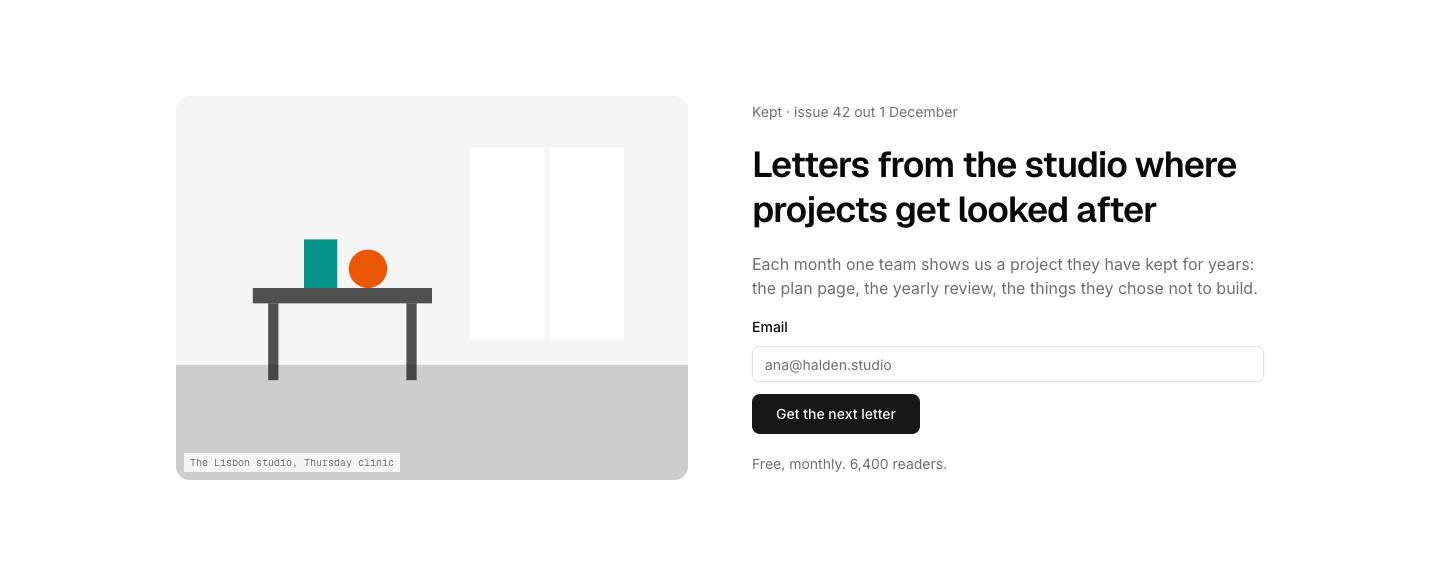 The Lisbon studio, Thursday clinic
Kept · issue 42 out 1 December
Letters from the studio where
projects get looked after
Each month one team shows us a project they have kept for years:
the plan page, the yearly review, the things they chose not to build.
Email
ana@halden.studio
Get the next letter
Free, monthly. 6,400 readers.